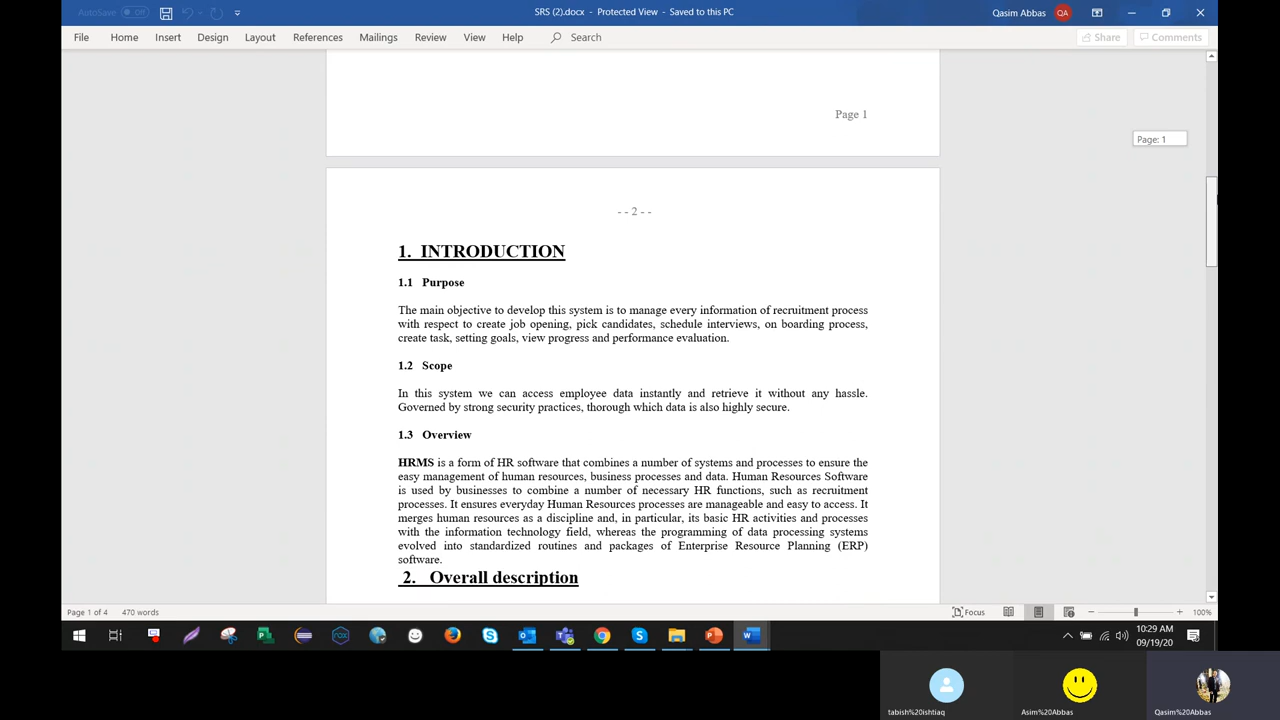 AutoSave Off SRS (2).docx - Protected View - Saved to this PC Qasim Abbas QA
File Home Insert Design Layout References Mailings Review View Help Search Share Comments
Page 1
Page: 1
- - 2 - -
1. INTRODUCTION
1.1 Purpose
The main objective to develop this system is to manage every information of recruitment process
with respect to create job opening, pick candidates, schedule interviews, on boarding process,
create task, setting goals, view progress and performance evaluation.
1.2 Scope
In this system we can access employee data instantly and retrieve it without any hassle.
Governed by strong security practices, thorough which data is also highly secure.
1.3 Overview
HRMS is a form of HR software that combines a number of systems and processes to ensure the
easy management of human resources, business processes and data. Human Resources Software
is used by businesses to combine a number of necessary HR functions, such as recruitment
processes. It ensures everyday Human Resources processes are manageable and easy to access. It
merges human resources as a discipline and, in particular, its basic HR activities and processes
with the information technology field, whereas the programming of data processing systems
evolved into standardized routines and packages of Enterprise Resource Planning (ERP)
software.
2. Overall description
Page 1 of 4 470 words Focus 100%
10:29 AM
09/19/20
tabish%20ishtiaq Asim%20Abbas Qasim%20Abbas